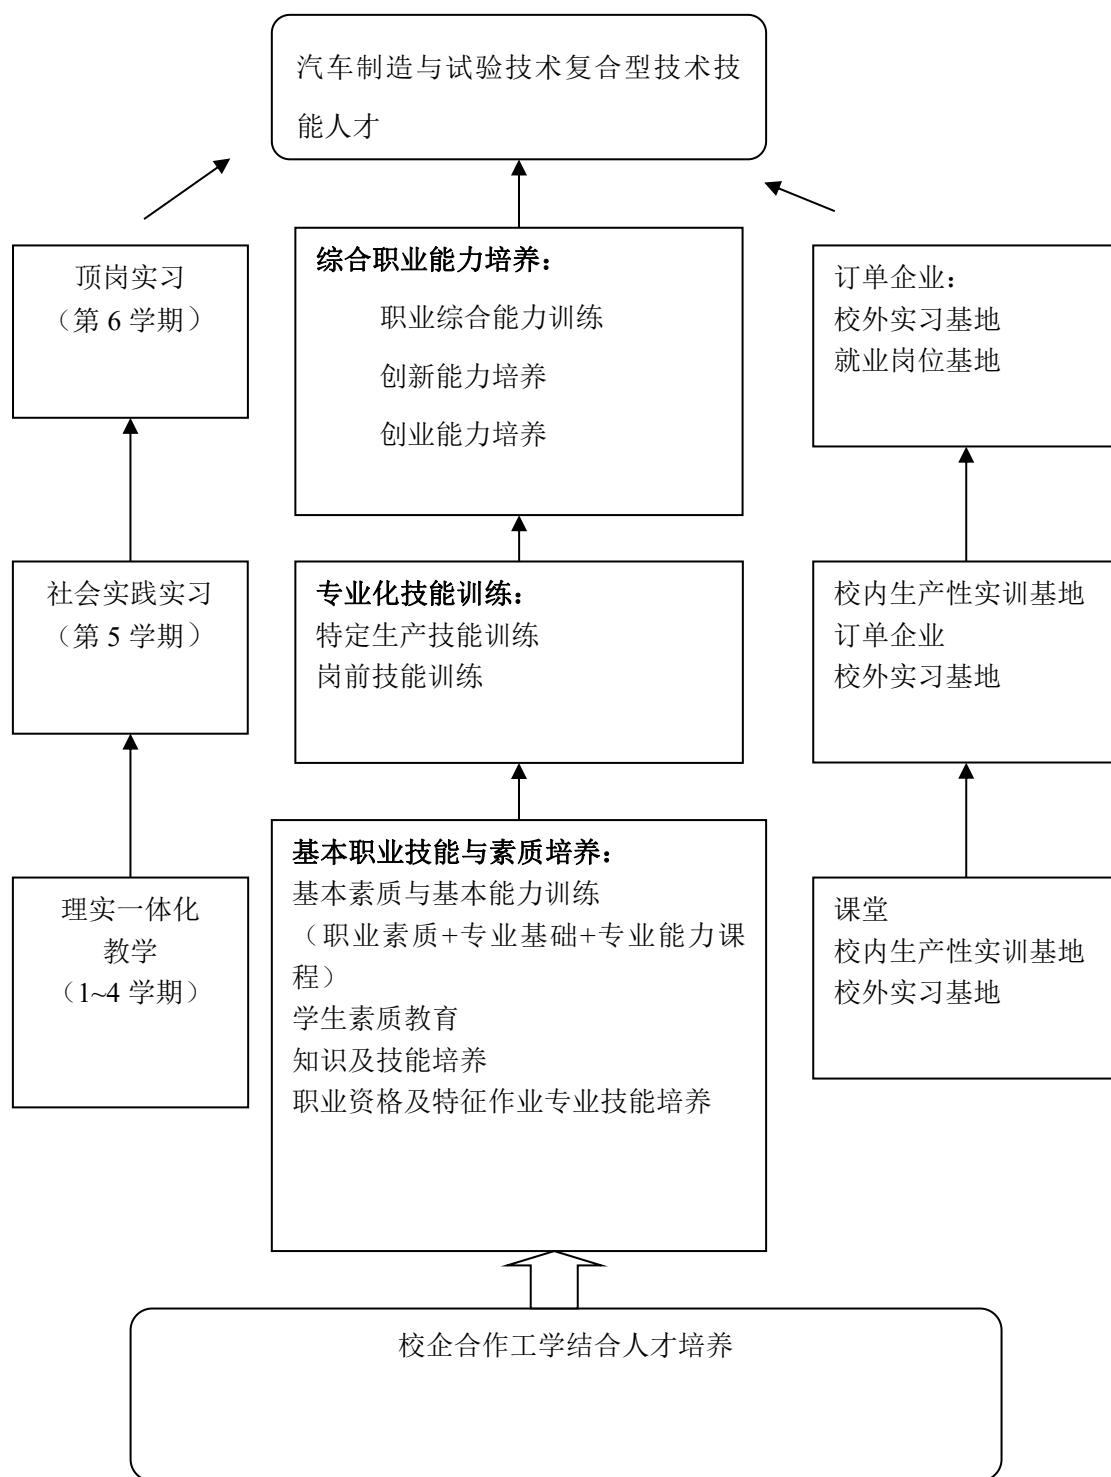 汽车制造与试验技术复合型技术技
能人才
顶岗实习
（第 6 学期）
综合职业能力培养：
职业综合能力训练
创新能力培养
创业能力培养
订单企业：
校外实习基地
就业岗位基地
社会实践实习
（第 5 学期）
专业化技能训练：
特定生产技能训练
岗前技能训练
校内生产性实训基地
订单企业
校外实习基地
理实一体化
教学
（1~4 学期）
基本职业技能与素质培养：
基本素质与基本能力训练
（职业素质+专业基础+专业能力课
程）
学生素质教育
知识及技能培养
职业资格及特征作业专业技能培养
课堂
校内生产性实训基地
校外实习基地
校企合作工学结合人才培养